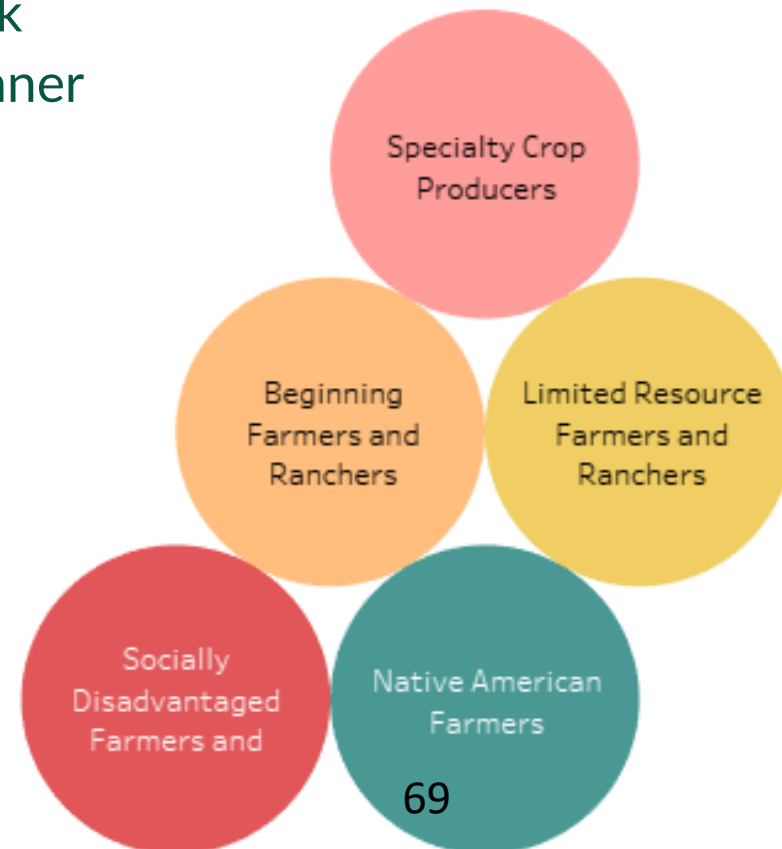 k
nner
Specialty Crop
Producers
Beginning
Farmers and
Ranchers
Limited Resource
Farmers and
Ranchers
Socially
Disadvantaged
Farmers and
Native American
Farmers
69